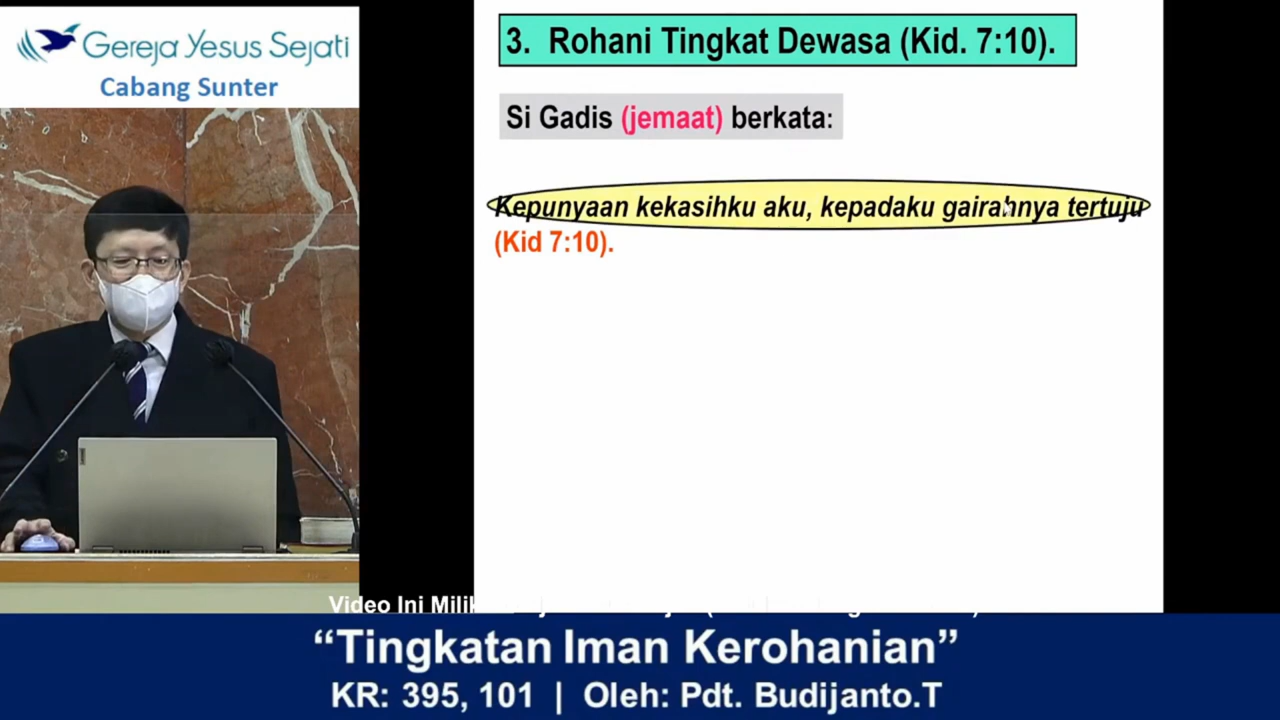 Gereja Yesus Sejati
Cabang Sunter
3. Rohani Tingkat Dewasa (Kid. 7:10).
Si Gadis (jemaat) berkata:
Kepunyaan kekasihku aku, kepadaku gairahnya tertuju
(Kid 7:10).
Video Ini Milik
“Tingkatan Iman Kerohanian”
KR: 395, 101 | Oleh: Pdt. Budijanto.T